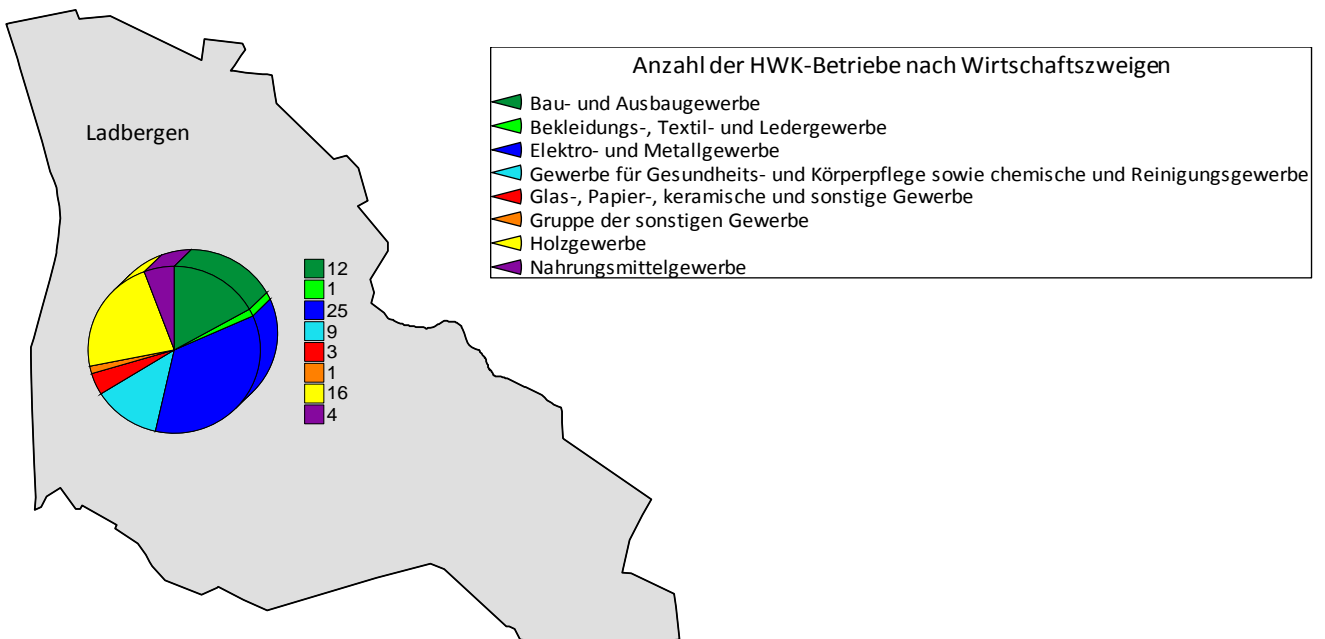 Ladbergen
12
1
25
9
3
1
16
4
Anzahl der HWK-Betriebe nach Wirtschaftszweigen
Bau- und Ausbaugewerbe
Bekleidungs-, Textil- und Ledergewerbe
Elektro- und Metallgewerbe
Gewerbe für Gesundheits- und Körperpflege sowie chemische und Reinigungsgewerbe
Glas-, Papier-, keramische und sonstige Gewerbe
Gruppe der sonstigen Gewerbe
Holzgewerbe
Nahrungsmittelgewerbe